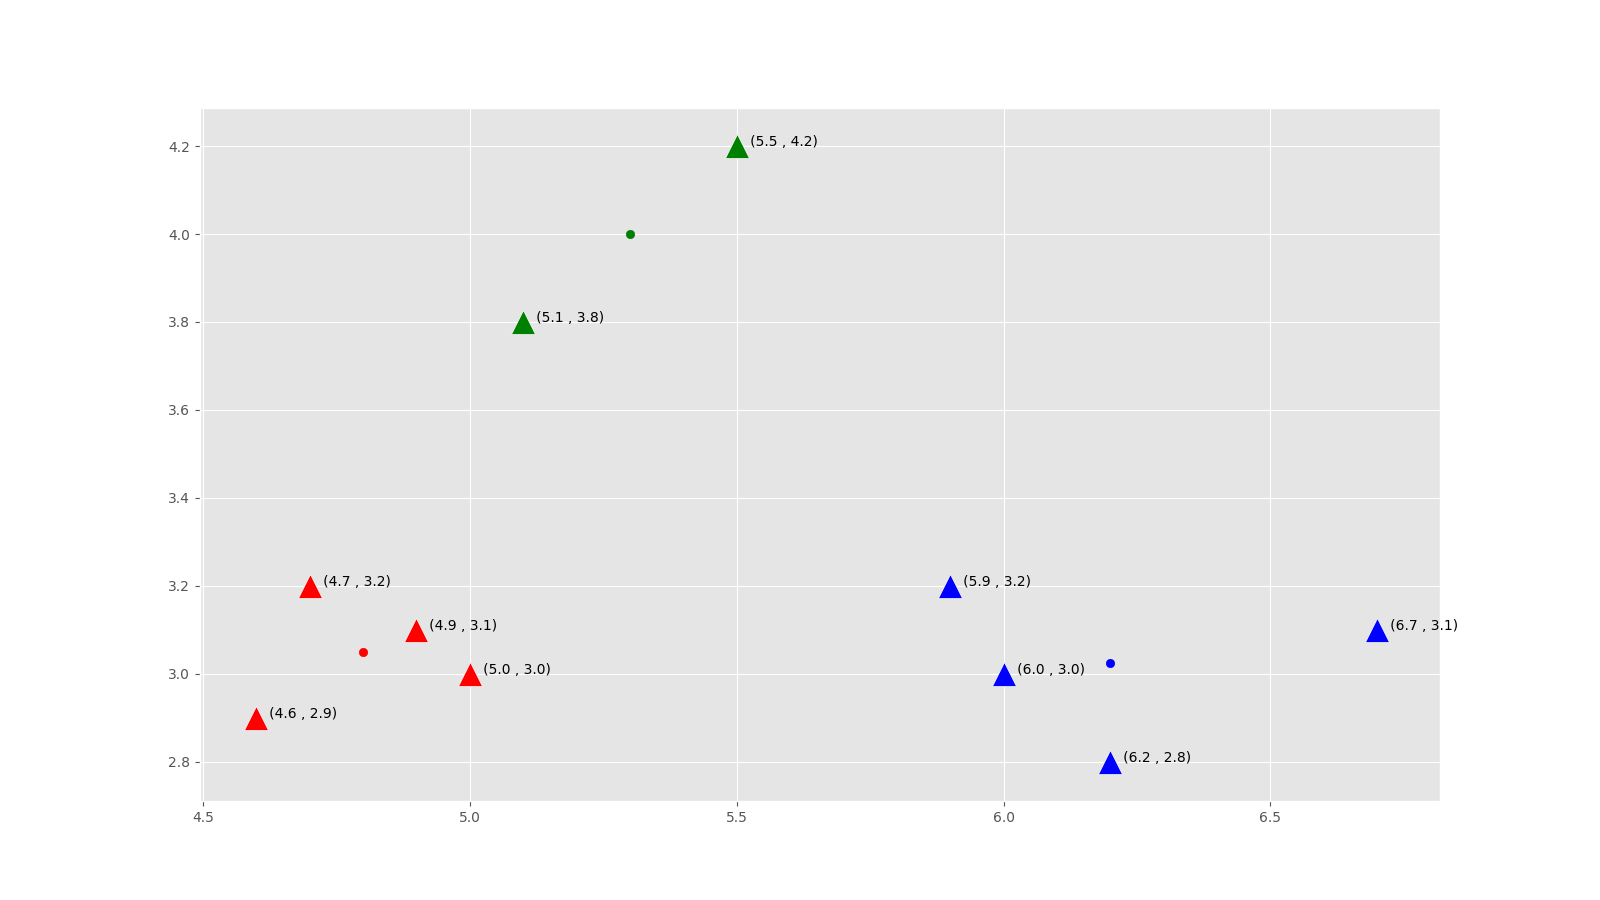 (5.5 , 4.2)
4.2
4.0
(5.1 , 3.8)
3.8
3.6
3.4
(4.7 , 3.2)
(5.9 , 3.2)
3.2
(4.9 , 3.1)
(6.7 , 3.1)
(5.0 , 3.0)
(6.0 , 3.0)
3.0
(4.6 , 2.9)
(6.2 , 2.8)
2.8
4.5 5.0 5.5 6.0 6.5